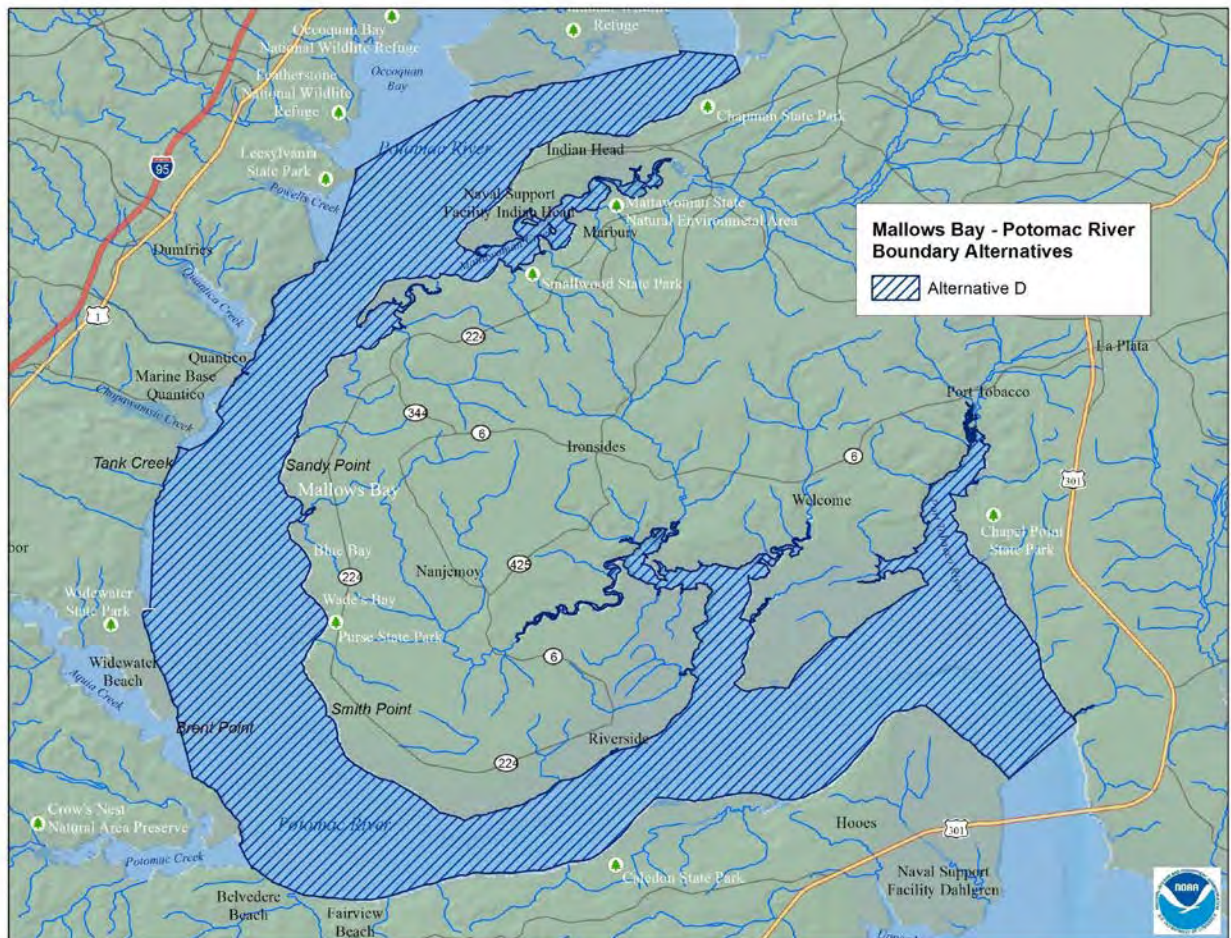 Occoquan Bay
National Wildlife Refuge
Refuge
Featherstone
National Wildlife
Refuge
Occoquan
Bay
Chapman State Park
Potomac River
Indian Head
Leesylvania
State Park
95
Powells Creek
Naval Support
Facility Indian Head
Mattawoman State
Natural Environmetal Area
Marbury
Mallows Bay - Potomac River
Boundary Alternatives
Alternative D
Dumfries
Smallwood State Park
Quantico Creek
1
224
La Plata
Quantico
Marine Base
Quantico
Port Tobacco
Chopawamsic Creek
344
6
Ironsides
Tank Creek
Sandy Point
6
301
Mallows Bay
Welcome
Chapel Point
State Park
Blue Bay
425
Nanjemoy
224
Widewater
State Park
Wade's Bay
Purse State Park
6
Widewater
Beach
Aquia Creek
Smith Point
Brent Point
Riverside
224
Crow's Nest
Natural Area Preserve
Potomac River
Hooes
301
Potomac Creek
Caledon State Park
Naval Support
Facility Dahlgren
Belvedere
Beach
Fairview
Beach
NOAA